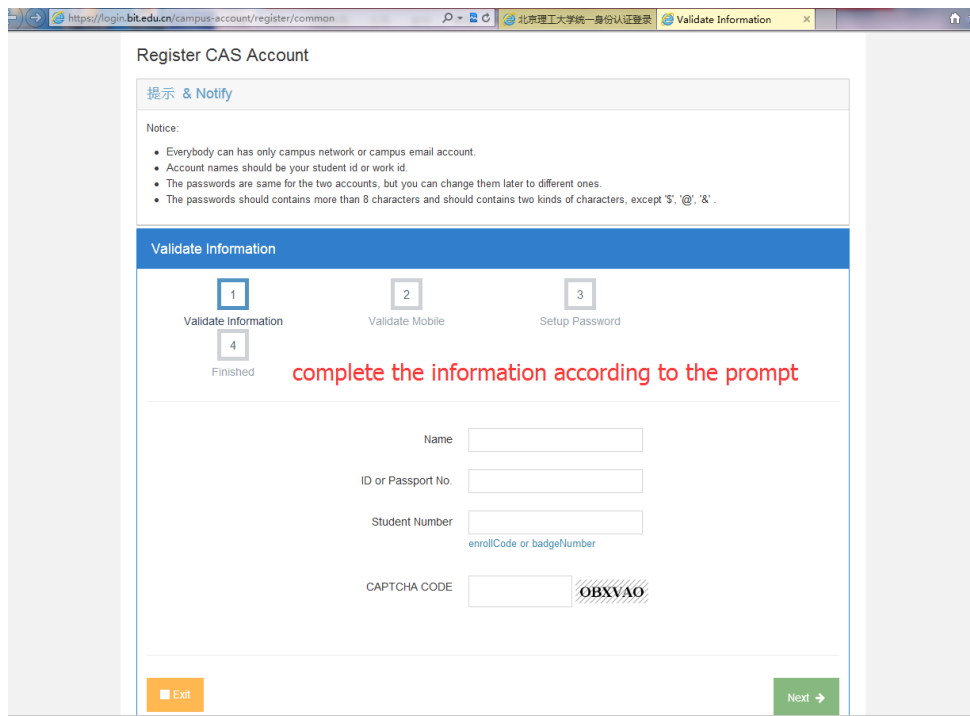 https://login.bit.edu.cn/campus-account/register/common
北京理工大学统一身份认证登录
Validate Information
Register CAS Account
提示 & Notify
Notice:
Everybody can has only campus network or campus email account.
Account names should be your student id or work id.
The passwords are same for the two accounts, but you can change them later to different ones.
The passwords should contains more than 8 characters and should contains two kinds of characters, except '$', '@', '&' .
Validate Information
1
2
3
Validate Information
Validate Mobile
Setup Password
4
Finished
complete the information according to the prompt
Name
ID or Passport No.
Student Number
enrollCode or badgeNumber
CAPTCHA CODE
OBXVAO
Exit
Next